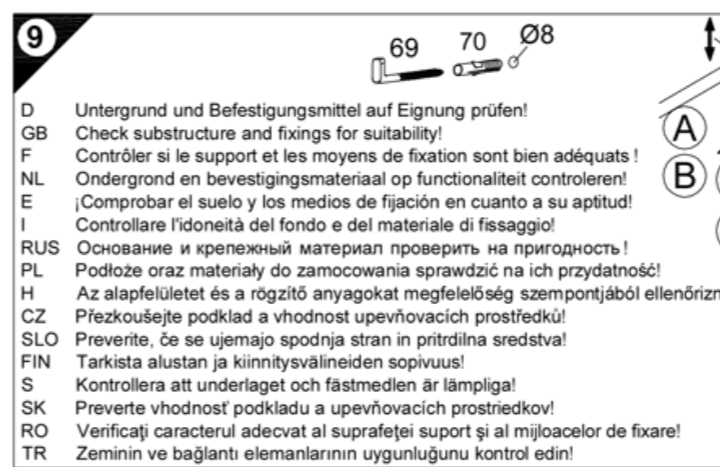 9
69 70 Ø8
D Untergrund und Befestigungsmittel auf Eignung prüfen!
GB Check substructure and fixings for suitability!
F Contrôler si le support et les moyens de fixation sont bien adéquats !
NL Ondergrond en bevestigingsmateriaal op functionaliteit controleren!
E ¡Comprobar el suelo y los medios de fijación en cuanto a su aptitud!
I Controllare l'idoneità del fondo e del materiale di fissaggio!
RUS Основание и крепежный материал проверить на пригодность !
PL Podłoże oraz materiały do zamocowania sprawdzić na ich przydatność!
H Az alapfelületet és a rögzítő anyagokat megfelelőség szempontjából
CZ Přezkoušejte podklad a vhodnost upevňovacích prostředků!
SLO Preverite, če se ujemajo spodnja stran in pritrdilna sredstva!
FIN Tarkista alustan ja kiinnitysvälineiden sopivuus!
S Kontrollera att underlaget och fästmedlen är lämpliga!
SK Preverte vhodnosť podkladu a upevňovacích prostriedkov!
RO Verificaţi caracterul adecvat al suprafeţei suport şi al mijloacelor de fixare!
TR Zeminin ve bağlantı elemanlarının uygunluğunu kontrol edin!
A
B